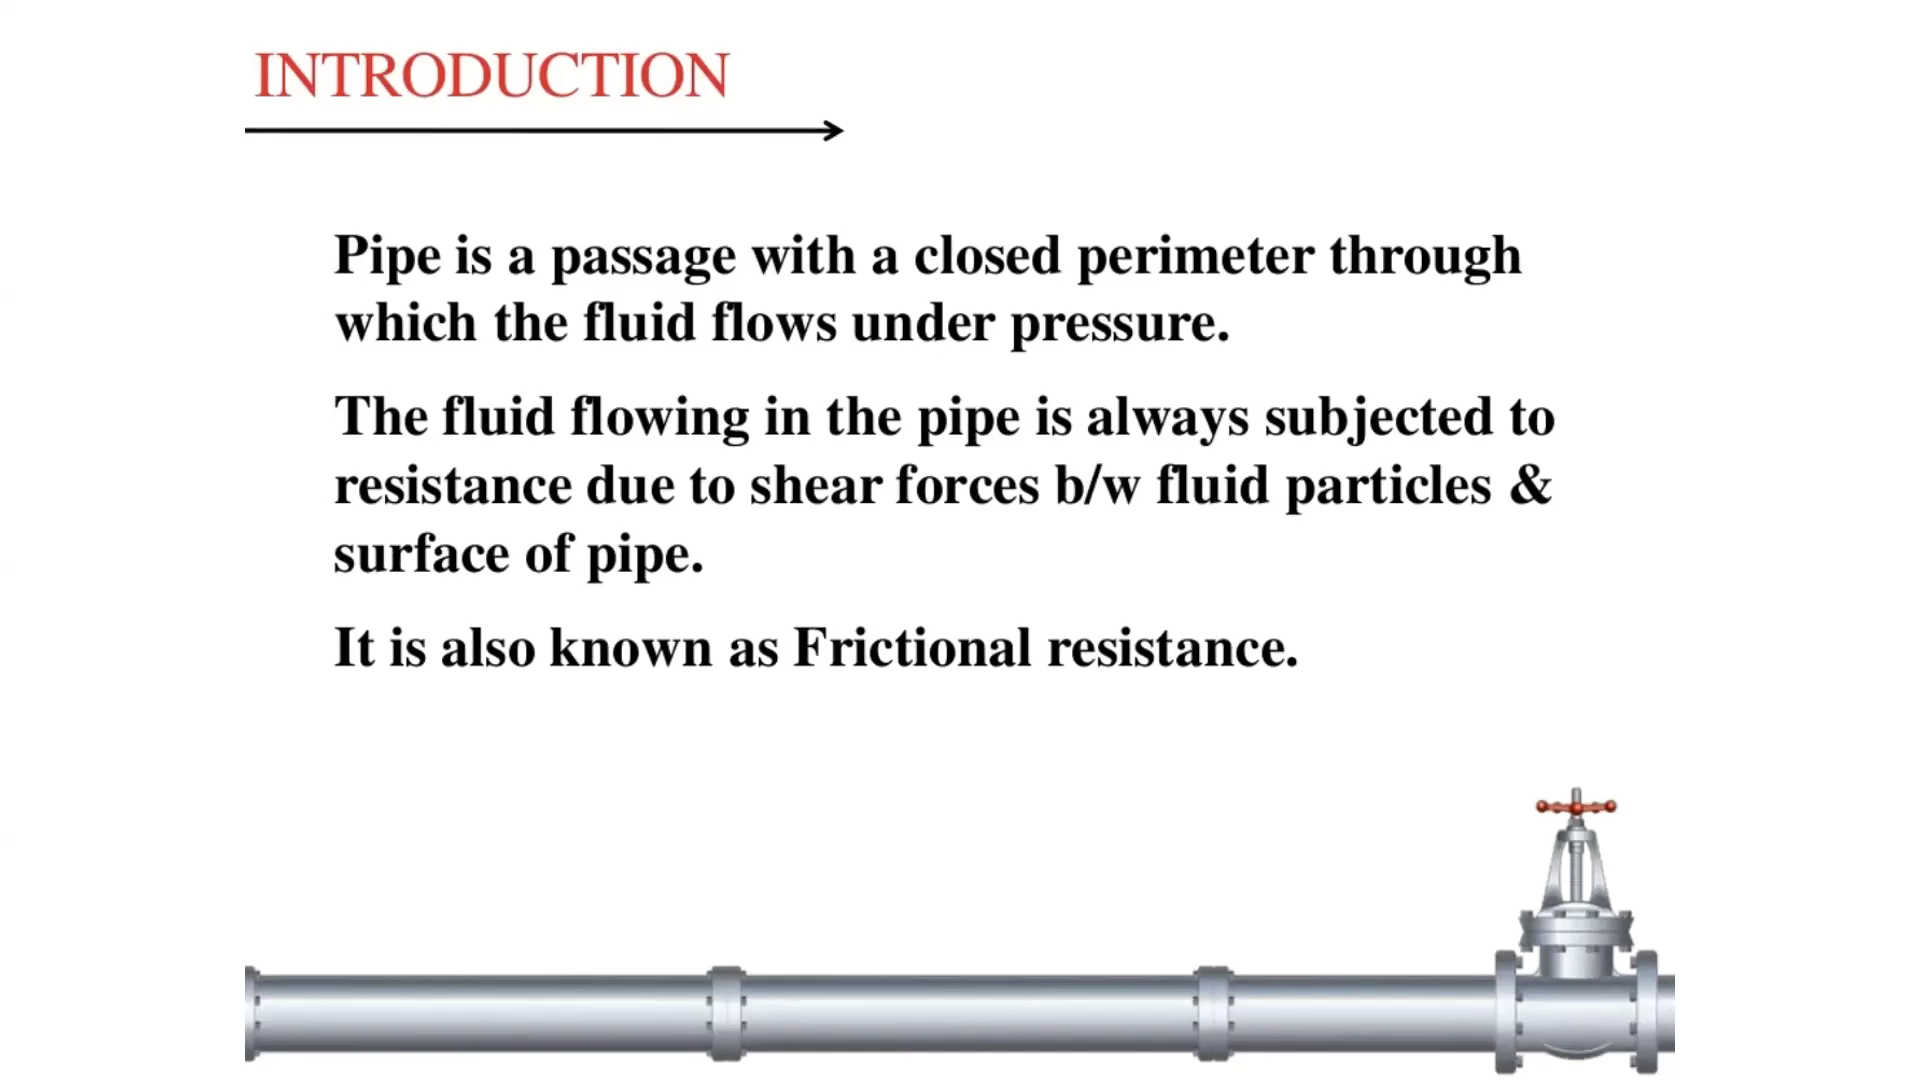 INTRODUCTION
Pipe is a passage with a closed perimeter through
which the fluid flows under pressure.
The fluid flowing in the pipe is always subjected to
resistance due to shear forces b/w fluid particles &
surface of pipe.
It is also known as Frictional resistance.